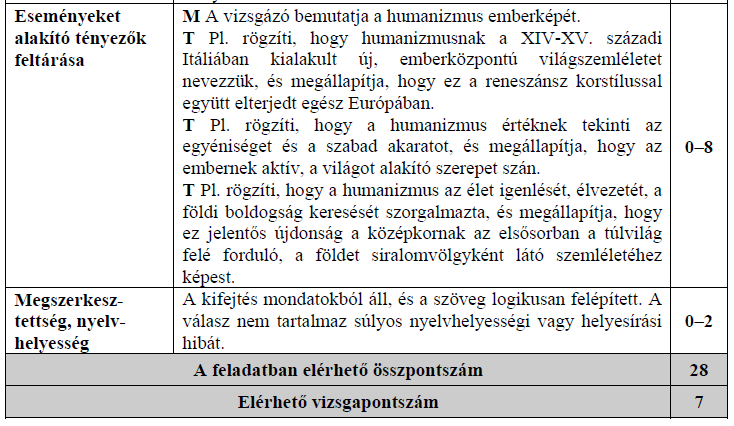 Eseményeket
alakító tényezők
feltárása
M A vizsgázó bemutatja a humanizmus emberképét.
T Pl. rögzíti, hogy humanizmusnak a XIV-XV. századi
Itáliában kialakult új, emberközpontú világszemléletet
nevezzük, és megállapítja, hogy ez a reneszánsz korstílussal
együtt elterjedt egész Európában.
T Pl. rögzíti, hogy a humanizmus értéknek tekinti az
egyéniséget és a szabad akaratot, és megállapítja, hogy az
embernek aktív, a világot alakító szerepet szán.
T Pl. rögzíti, hogy a humanizmus az élet igenlését, élvezetét, a
földi boldogság keresését szorgalmazta, és megállapítja, hogy
ez jelentős újdonság a középkornak az elsősorban a túlvilág
felé forduló, a földet siralomvölgyként látó szemléletéhez
képest.
0–8
Megszerkesz-
tettség, nyelv-
helyesség
A kifejtés mondatokból áll, és a szöveg logikusan felépített. A
válasz nem tartalmaz súlyos nyelvhelyességi vagy helyesírási
hibát.
0–2
A feladatban elérhető összpontszám
28
Elérhető vizsgapontszám
7